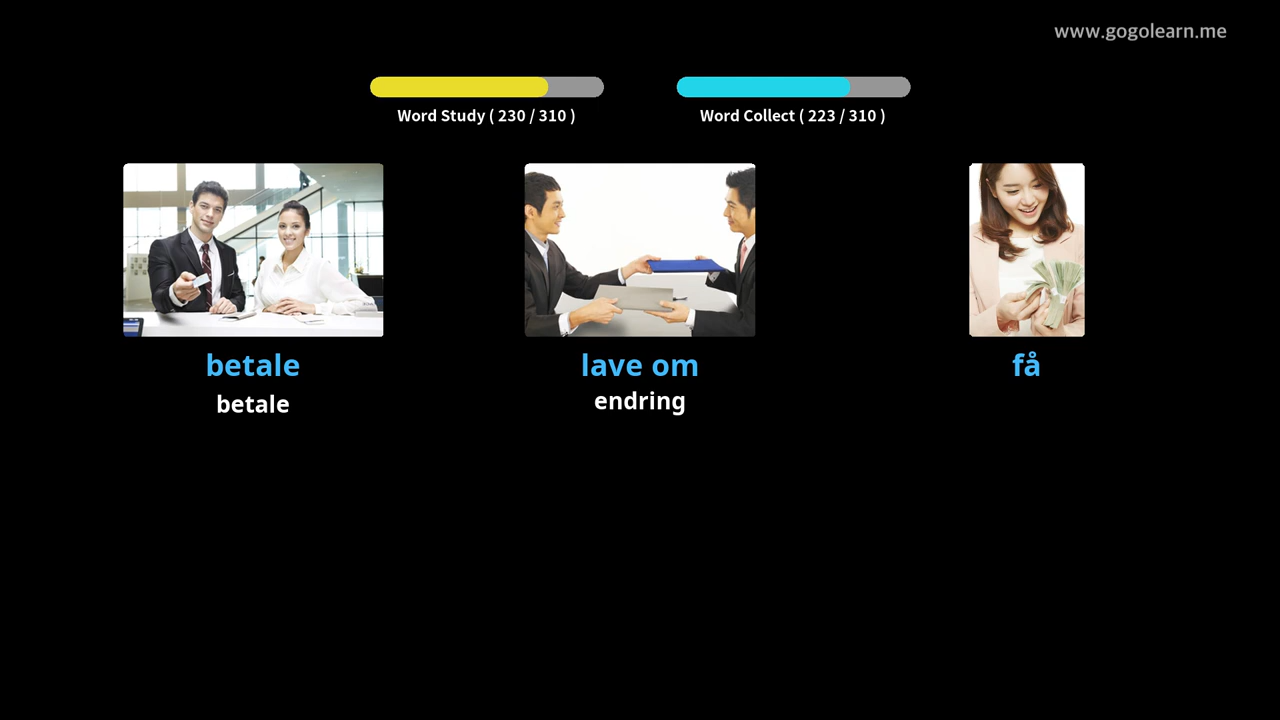 www.gogolearn.me
Word Study ( 230 / 310 )
Word Collect ( 223 / 310 )
betale
lave om
få
betale
endring